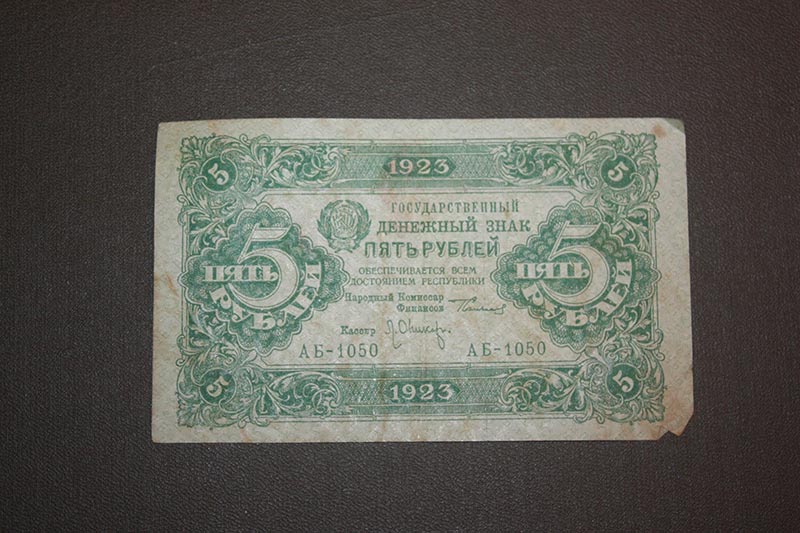 5 1923 5
ГОСУДАРСТВЕННЫЙ
ДЕНЕЖНЫЙ ЗНАК
ПЯТЬ РУБЛЕЙ
ОБЕСПЕЧИВАЕТСЯ ВСЕМ
ДОСТОЯНИЕМ РЕСПУБЛИКИ
5 ПЯТЬ РУБЛЕЙ
5 ПЯТЬ РУБЛЕЙ
Народный Комиссар
Финансов
Кассир
АБ-1050 АБ-1050
5 1923 5